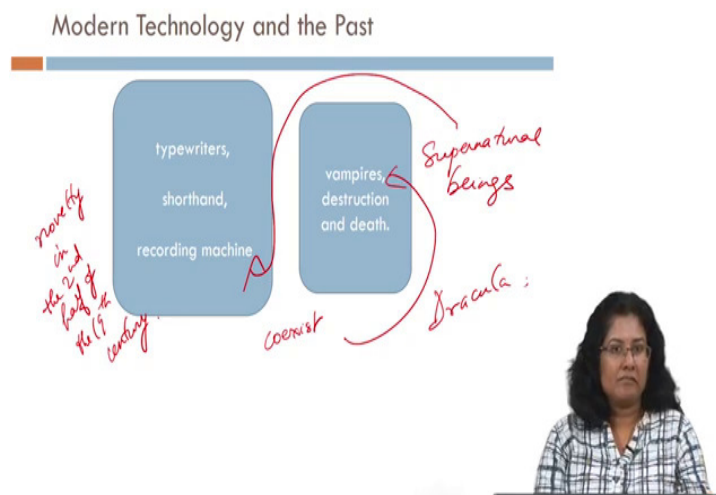 Modern Technology and the Past
typewriters,
shorthand,
recording machine
vampires,
destruction
and death.
Supernatural
beings
novelty
in
the 2nd
half of
the 19th
century.
coexist
Dracula :